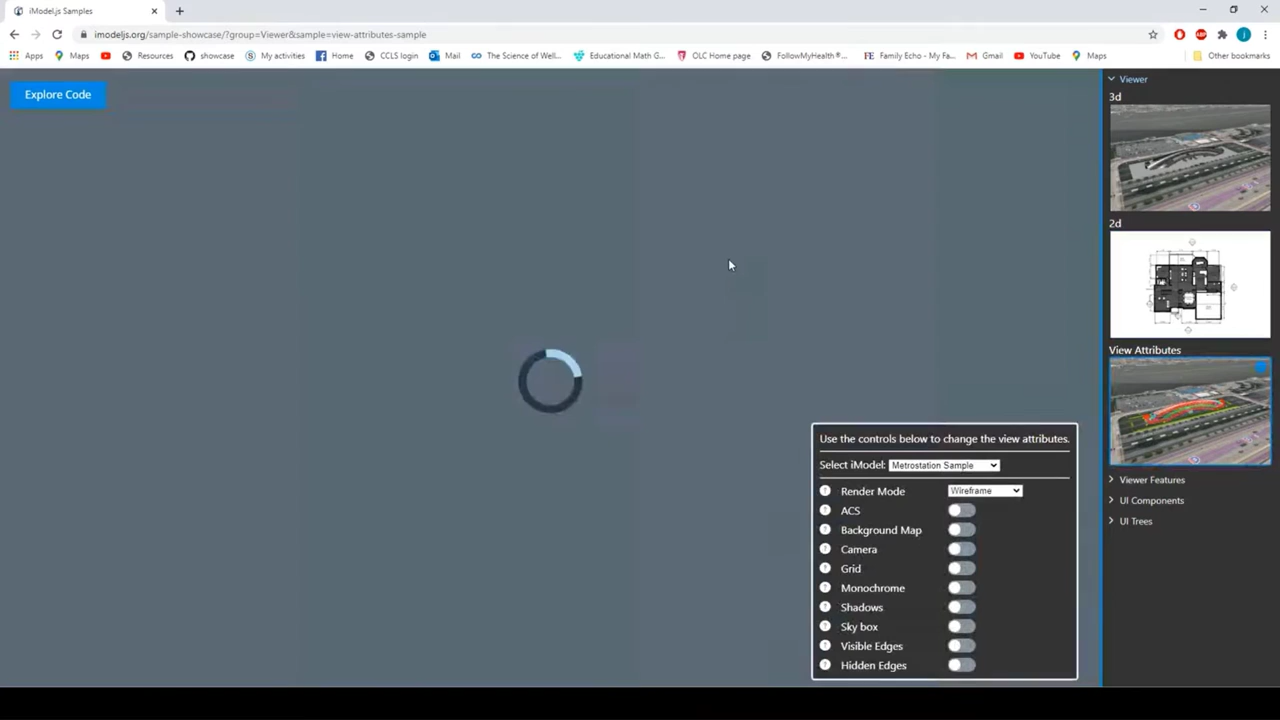 iModel.js Samples
imodeljs.org/sample-showcase/?group=Viewer&sample=view-attributes-sample
Apps Maps Resources showcase My activities Home CCLS login Mail The Science of Well... Educational Math G... OLC Home page FollowMyHealth®... Family Echo - My Fa... Gmail YouTube Maps Other bookmarks
Explore Code
Viewer
3d
2d
View Attributes
Viewer Features
UI Components
UI Trees
Use the controls below to change the view attributes.
Select iModel: Metrostation Sample
Render Mode Wireframe
ACS
Background Map
Camera
Grid
Monochrome
Shadows
Sky box
Visible Edges
Hidden Edges